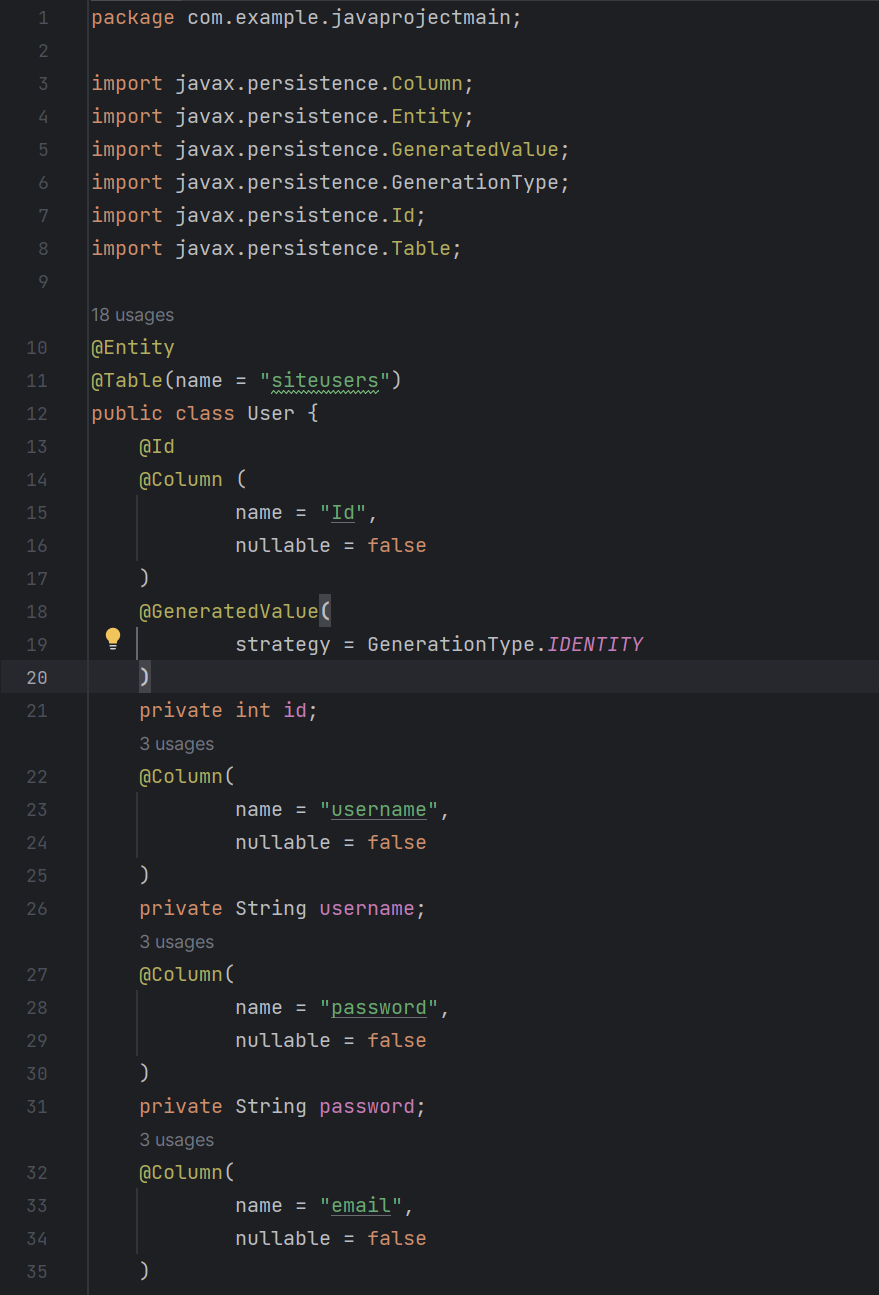 1 package com.example.javaprojectmain;
2
3 import javax.persistence.Column;
4 import javax.persistence.Entity;
5 import javax.persistence.GeneratedValue;
6 import javax.persistence.GenerationType;
7 import javax.persistence.Id;
8 import javax.persistence.Table;
9
18 usages
10 @Entity
11 @Table(name = "siteusers")
12 public class User {
13     @Id
14     @Column (
15             name = "Id",
16             nullable = false
17     )
18     @GeneratedValue(
19             strategy = GenerationType.IDENTITY
20     )
21     private int id;
3 usages
22     @Column(
23             name = "username",
24             nullable = false
25     )
26     private String username;
3 usages
27     @Column(
28             name = "password",
29             nullable = false
30     )
31     private String password;
3 usages
32     @Column(
33             name = "email",
34             nullable = false
35     )